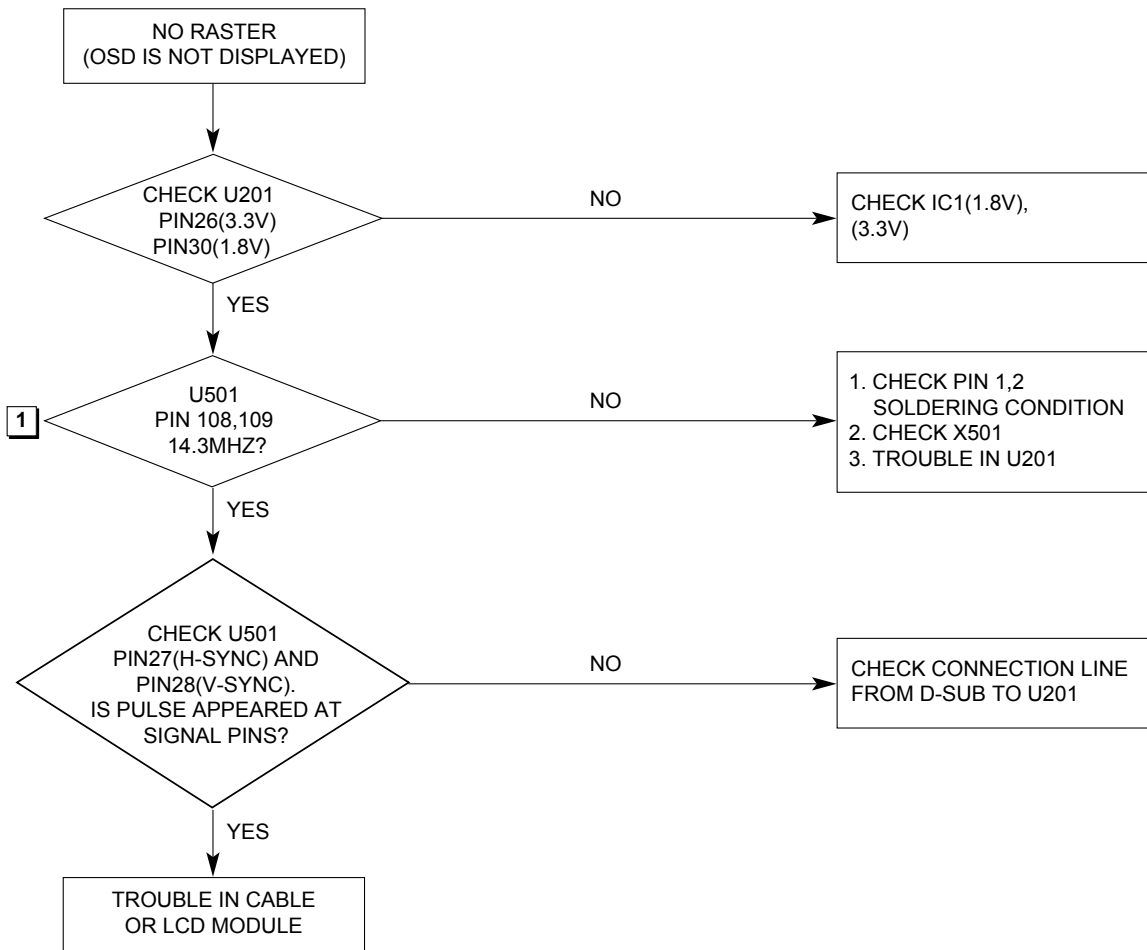 NO RASTER
(OSD IS NOT DISPLAYED)
CHECK U201
PIN26(3.3V)
PIN30(1.8V)
NO
CHECK IC1(1.8V),
(3.3V)
YES
1
U501
PIN 108,109
14.3MHZ?
NO
1. CHECK PIN 1,2
SOLDERING CONDITION
2. CHECK X501
3. TROUBLE IN U201
YES
CHECK U501
PIN27(H-SYNC) AND
PIN28(V-SYNC).
IS PULSE APPEARED AT
SIGNAL PINS?
NO
CHECK CONNECTION LINE
FROM D-SUB TO U201
YES
TROUBLE IN CABLE
OR LCD MODULE